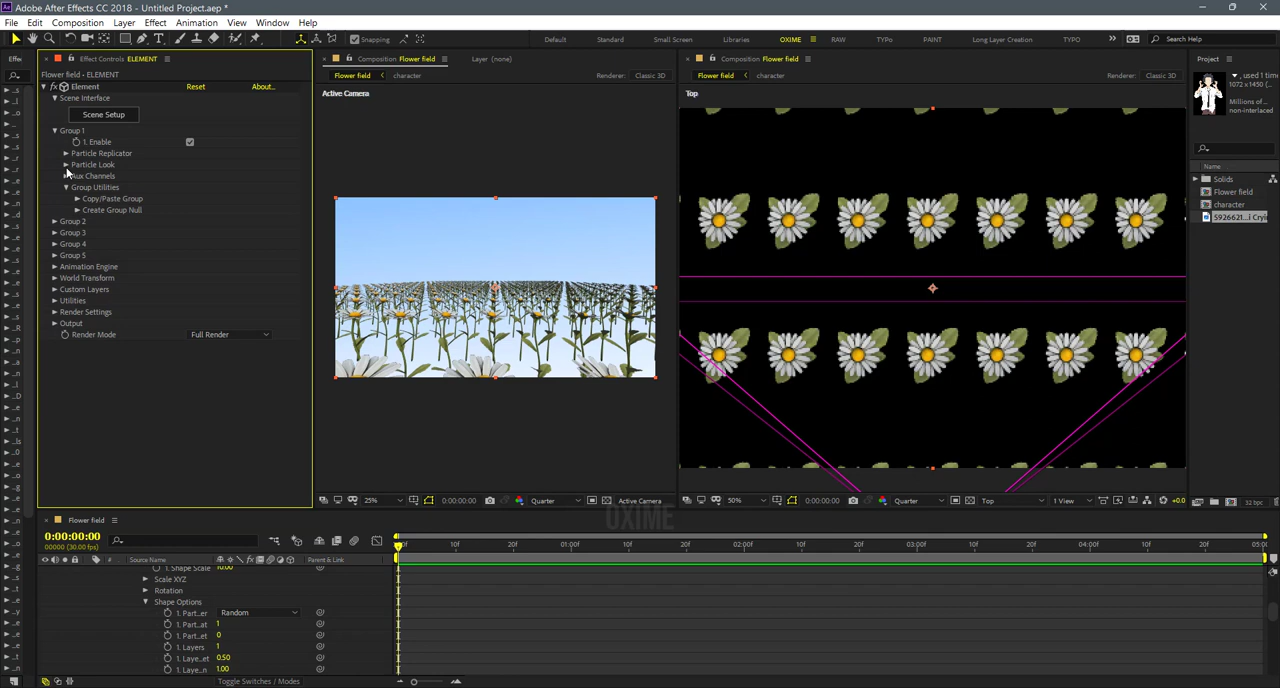 Adobe After Effects CC 2018 - Untitled Project.aep *
File Edit Composition Layer Effect Animation View Window Help
Snapping
Default Standard Small Screen Libraries OXIME RAW TYPo PAINT Long Layer Creation TYPO
Search Help
Effect Controls ELEMENT
Flower field • ELEMENT
Element Reset About...
Scene Interface
Scene Setup
Group 1
1. Enable
Particle Replicator
Particle Look
Aux Channels
Group Utilities
Copy/Paste Group
Create Group Null
Group 2
Group 3
Group 4
Group 5
Animation Engine
World Transform
Custom Layers
Utilities
Render Settings
Output
Render Mode Full Render
Composition Flower field Layer (none)
Flower field character Renderer: Classic 3D
Active Camera
25% 0:00:00:00 Quarter Active Camera
Composition Flower field
Flower field character Renderer: Classic 3D
Top
50% 0:00:00:00 Quarter Top 1 View +0.0
Project
, used 1 time
1072 x 1450 (...
Millions of ...
non-interlaced
Name
Solids
Flower field
character
32 bpc
OXIME
Flower field
0:00:00:00
00000 (30.00 fps)
# Source Name Parent & Link
10f 20f 01:00f 10f 20f 02:00f 10f 20f 03:00f 10f 20f 04:00f 10f 20f
1. Shape Scale 10.00
Scale XYZ
Rotation
Shape Options
1. Part...er Random
1. Part...at 1
1. Part...et 0
1. Layers 1
1. Laye...et 0.50
1. Laye...n 1.00
Toggle Switches / Modes